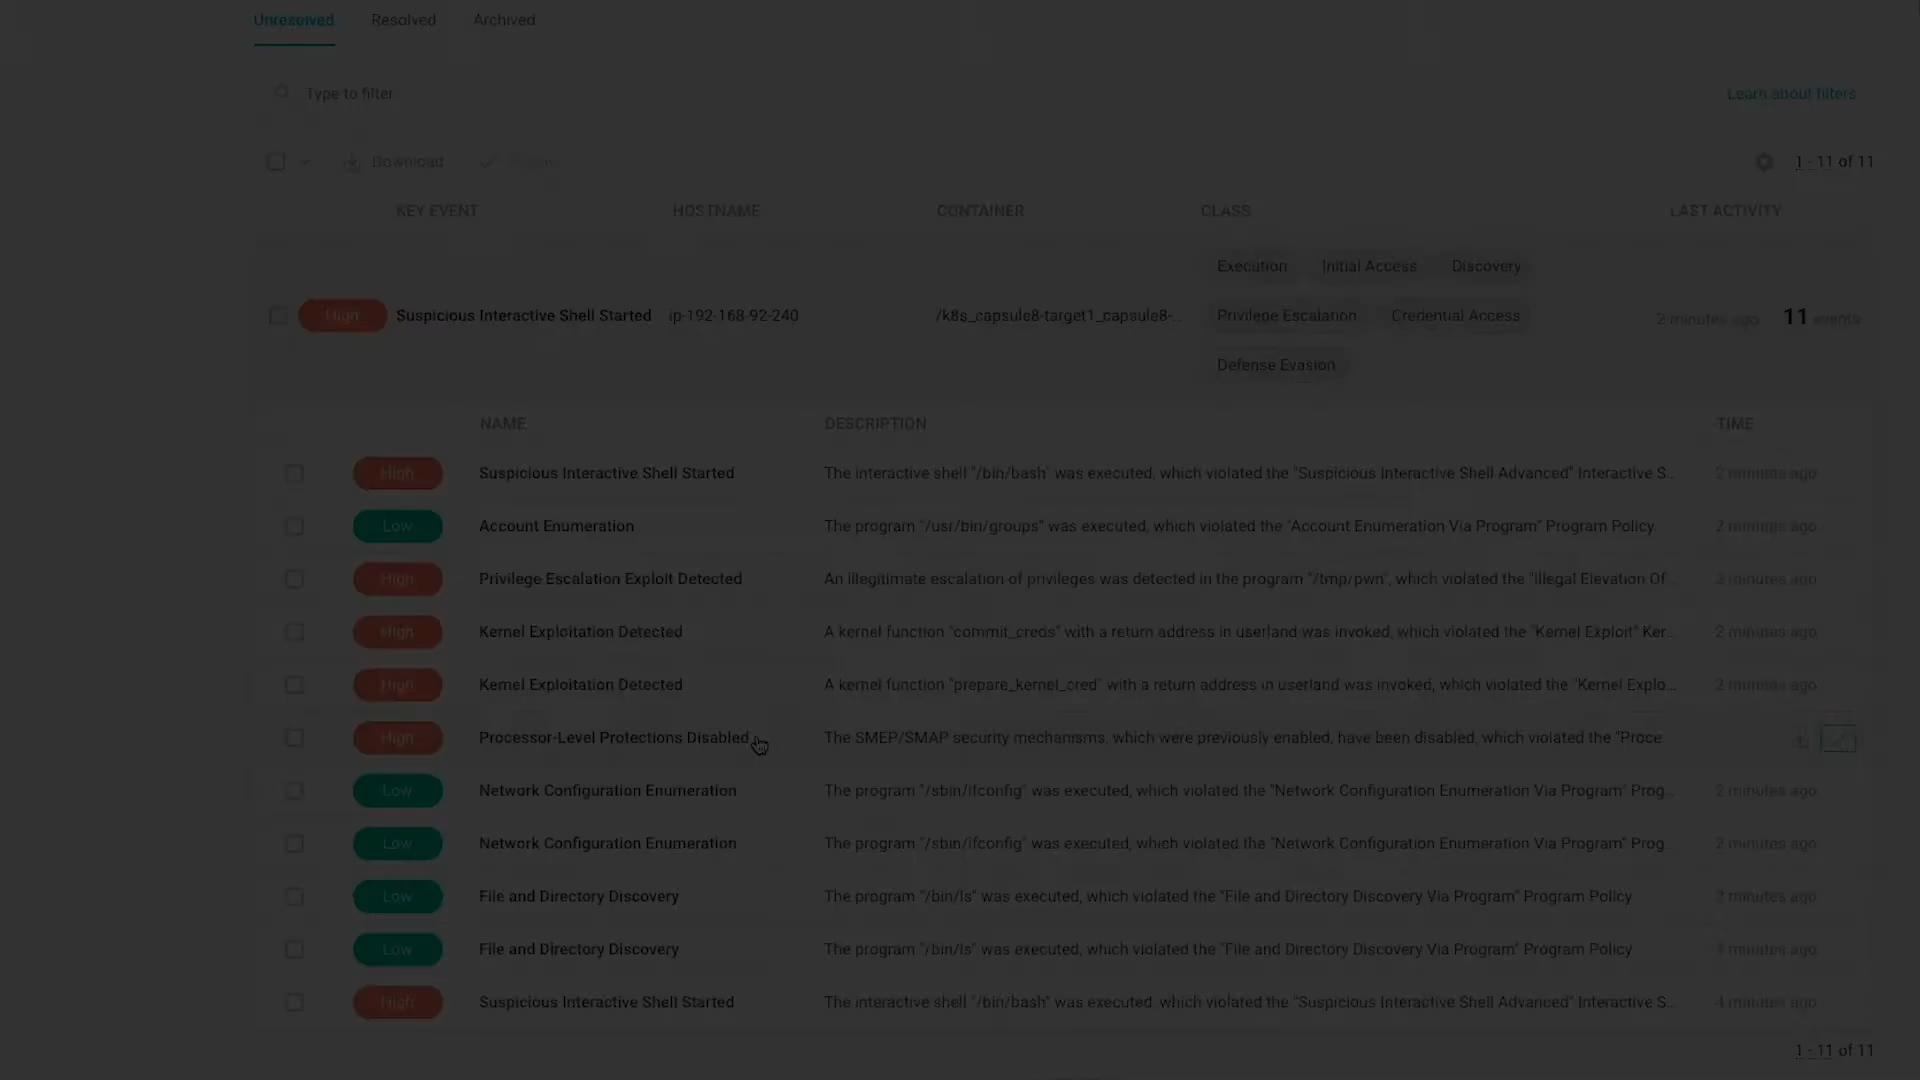 Unresolved Resolved Archived
Type to filter Learn about filters
Download 1 - 11 of 11
KEY EVENT HOSTNAME CONTAINER CLASS LAST ACTIVITY
Execution Initial Access Discovery
High Suspicious Interactive Shell Started ip-192-168-92-240 /k8s_capsule8-target1_capsule8-... Privilege Escalation Credential Access 2 minutes ago 11 events
Defense Evasion
NAME DESCRIPTION TIME
High Suspicious Interactive Shell Started The interactive shell "/bin/bash" was executed, which violated the "Suspicious Interactive Shell Advanced" Interactive S... 2 minutes ago
Low Account Enumeration The program "/usr/bin/groups" was executed, which violated the "Account Enumeration Via Program" Program Policy. 2 minutes ago
High Privilege Escalation Exploit Detected An illegitimate escalation of privileges was detected in the program "/tmp/pwn", which violated the "Illegal Elevation Of... 2 minutes ago
High Kernel Exploitation Detected A kernel function "commit_creds" with a return address in userland was invoked, which violated the "Kernel Exploit" Ker... 2 minutes ago
High Kernel Exploitation Detected A kernel function "prepare_kernel_cred" with a return address in userland was invoked, which violated the "Kernel Explo... 2 minutes ago
High Processor-Level Protections Disabled The SMEP/SMAP security mechanisms, which were previously enabled, have been disabled, which violated the "Proce
Low Network Configuration Enumeration The program "/sbin/ifconfig" was executed, which violated the "Network Configuration Enumeration Via Program" Prog... 2 minutes ago
Low Network Configuration Enumeration The program "/sbin/ifconfig" was executed, which violated the "Network Configuration Enumeration Via Program" Prog... 2 minutes ago
Low File and Directory Discovery The program "/bin/ls" was executed, which violated the "File and Directory Discovery Via Program" Program Policy minutes ago
Low File and Directory Discovery The program "/bin/ls" was executed, which violated the "File and Directory Discovery Via Program" Program Policy minutes ago
High Suspicious Interactive Shell Started The interactive shell "/bin/bash" was executed, which violated the "Suspicious Interactive Shell Advanced" Interactive S... 4 minutes ago
1 - 11 of 11